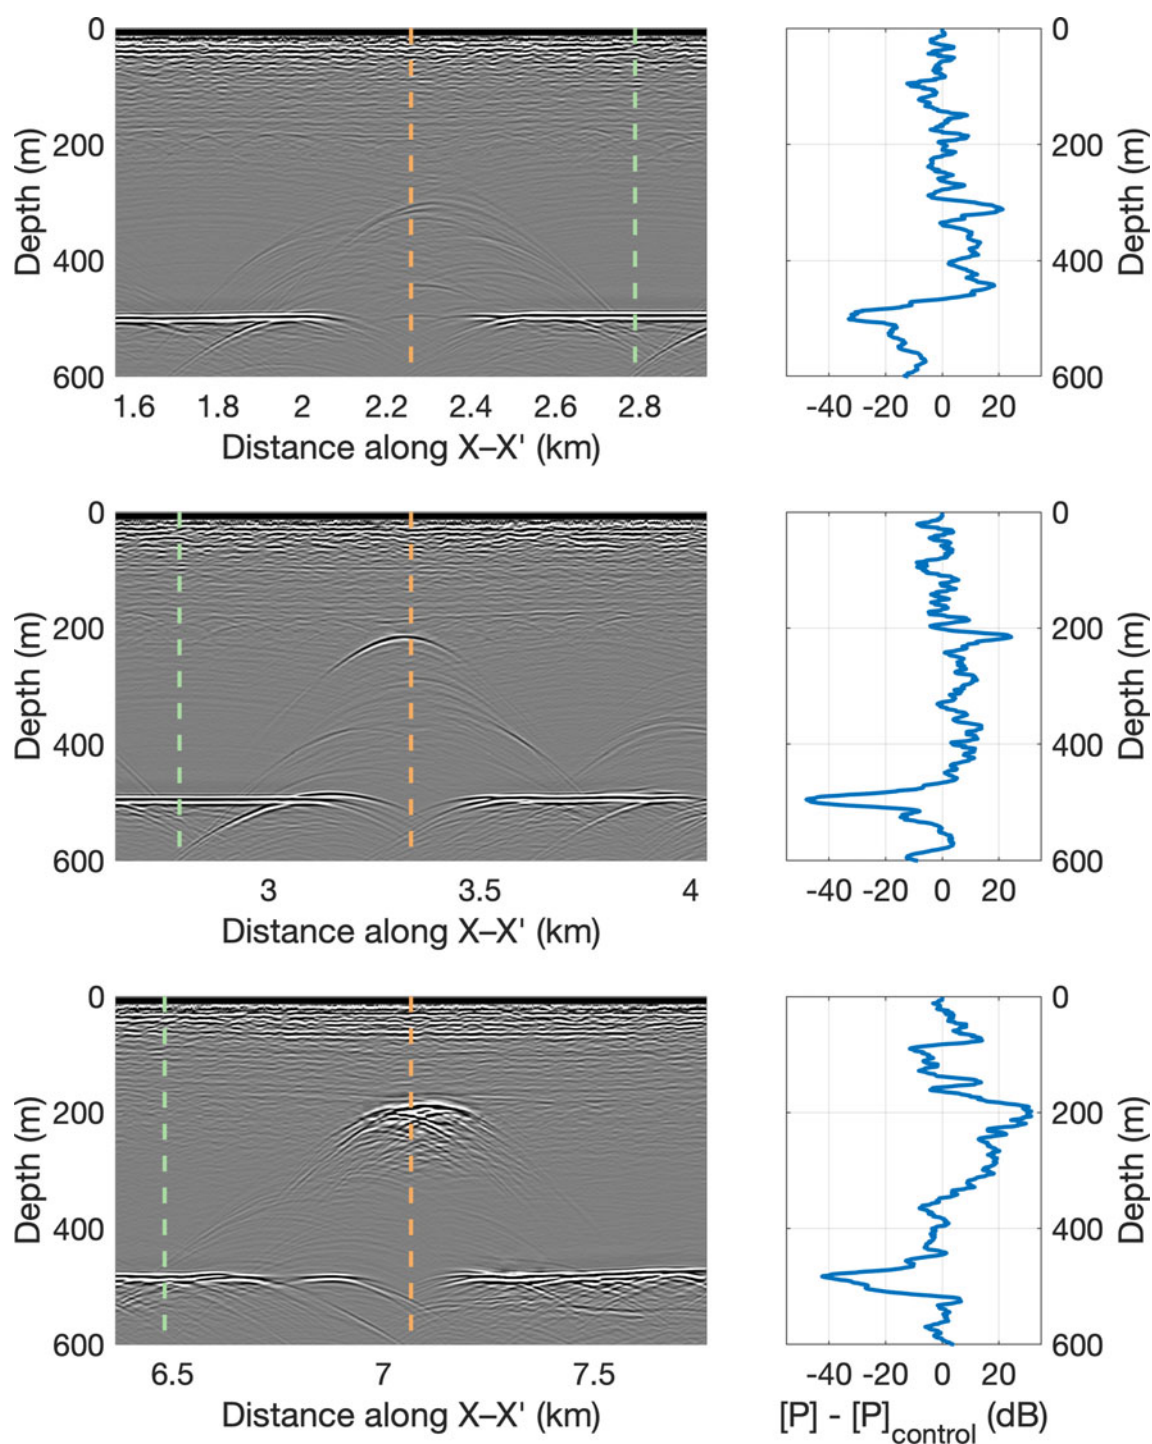 0 0
200 200
400 400
600 600
Depth (m) Depth (m)
1.6 1.8 2 2.2 2.4 2.6 2.8 -40 -20 0 20
Distance along X–X' (km)
0 0
200 200
400 400
600 600
Depth (m) Depth (m)
3 3.5 4 -40 -20 0 20
Distance along X–X' (km)
0 0
200 200
400 400
600 600
Depth (m) Depth (m)
6.5 7 7.5 -40 -20 0 20
Distance along X–X' (km) [P] - [P]control (dB)